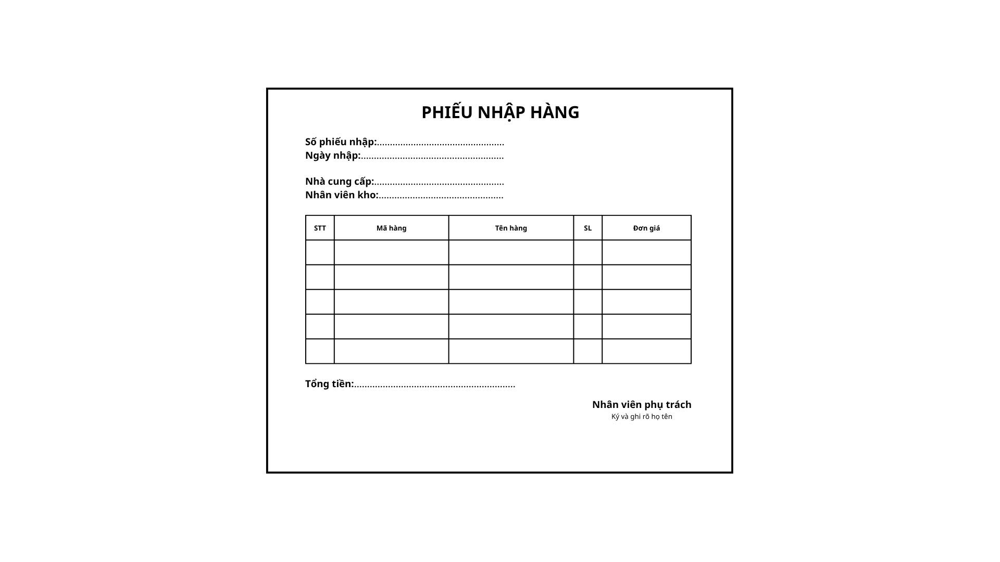 PHIẾU NHẬP HÀNG
Số phiếu nhập:.................................................
Ngày nhập:.......................................................
Nhà cung cấp:..................................................
Nhân viên kho:................................................
STT Mã hàng Tên hàng SL Đơn giá
Tổng tiền:..............................................................
Nhân viên phụ trách
Ký và ghi rõ họ tên